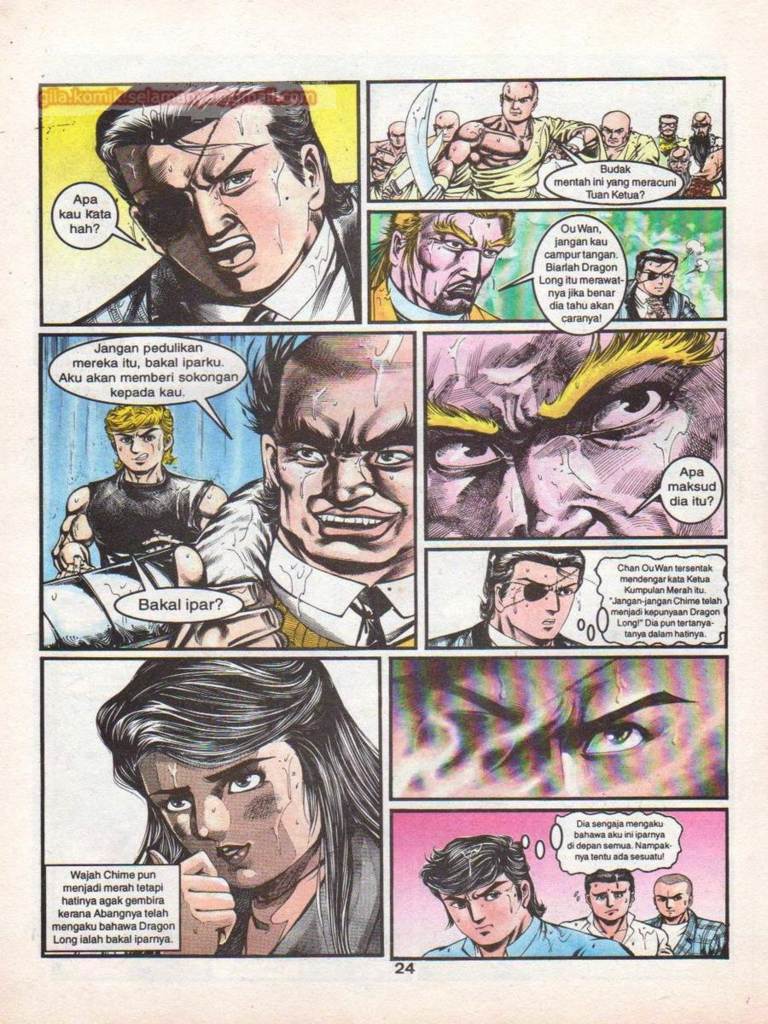 gila.komik.selamanya@gmail.com
Apa
kau kata
hah?
Budak
mentah ini yang meracuni
Tuan Ketua?
Ou Wan,
jangan kau
campur tangan.
Biarlah Dragon
Long itu merawat-
nya jika benar
dia tahu akan
caranya!
Jangan pedulikan
mereka itu, bakal iparku.
Aku akan memberi sokongan
kepada kau.
Bakal ipar?
Apa
maksud
dia itu?
Chan Ou Wan tersentak
mendengar kata Ketua
Kumpulan Merah itu.
"Jangan-jangan Chime telah
menjadi kepunyaan Dragon
Long!" Dia pun tertanya-
tanya dalam hatinya.
Wajah Chime pun
menjadi merah tetapi
hatinya agak gembira
kerana Abangnya telah
mengaku bahawa Dragon
Long ialah bakal iparnya.
Dia sengaja mengaku
bahawa aku ini iparnya
di depan semua. Nampak-
nya tentu ada sesuatu!
24